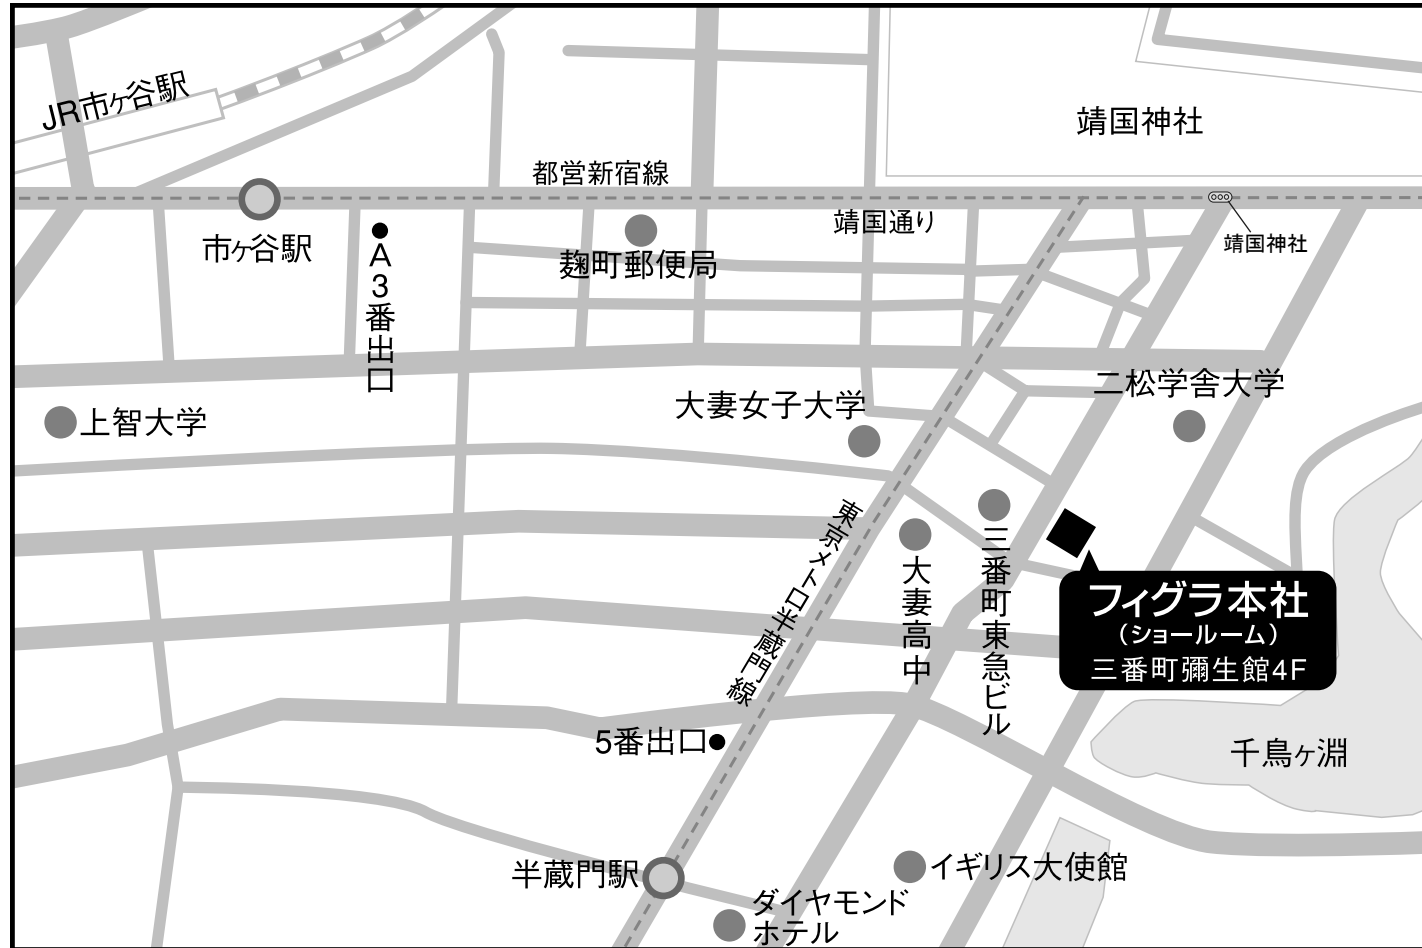 JR市ヶ谷駅
靖国神社
都営新宿線
靖国通り
靖国神社
市ヶ谷駅
A3番出口
麹町郵便局
上智大学
大妻女子大学
二松学舎大学
東京メトロ半蔵門線
大妻高中
三番町東急ビル
フィグラ本社
(ショールーム)
三番町彌生館4F
5番出口
千鳥ヶ淵
半蔵門駅
イギリス大使館
ダイヤモンド
ホテル